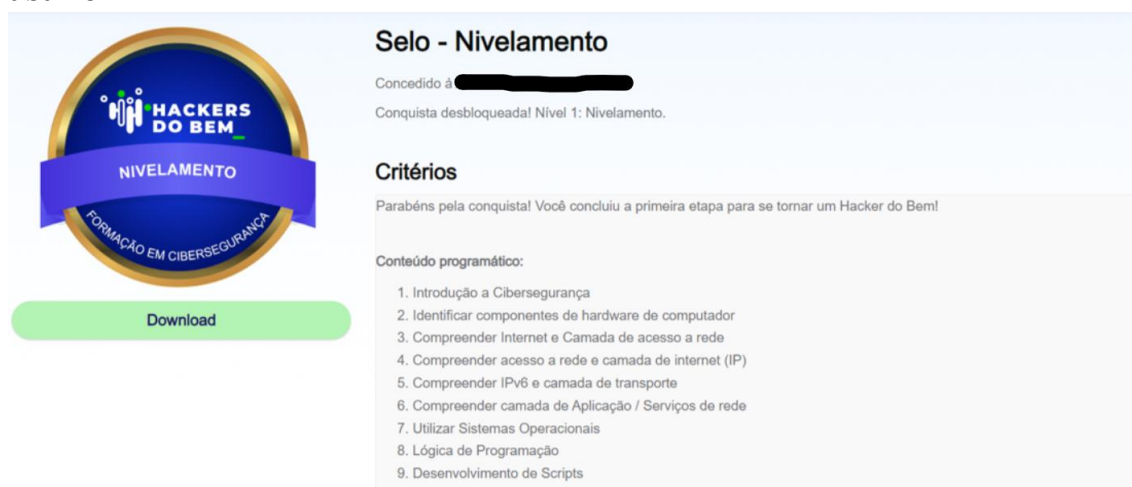 HACKERS
DO BEM_
NIVELAMENTO
FORMAÇÃO EM CIBERSEGURANÇA
Download
Selo - Nivelamento
Concedido à
Conquista desbloqueada! Nível 1: Nivelamento.
Critérios
Parabéns pela conquista! Você concluiu a primeira etapa para se tornar um Hacker do Bem!
Conteúdo programático:
1. Introdução a Cibersegurança
2. Identificar componentes de hardware de computador
3. Compreender Internet e Camada de acesso a rede
4. Compreender acesso a rede e camada de internet (IP)
5. Compreender IPv6 e camada de transporte
6. Compreender camada de Aplicação / Serviços de rede
7. Utilizar Sistemas Operacionais
8. Lógica de Programação
9. Desenvolvimento de Scripts